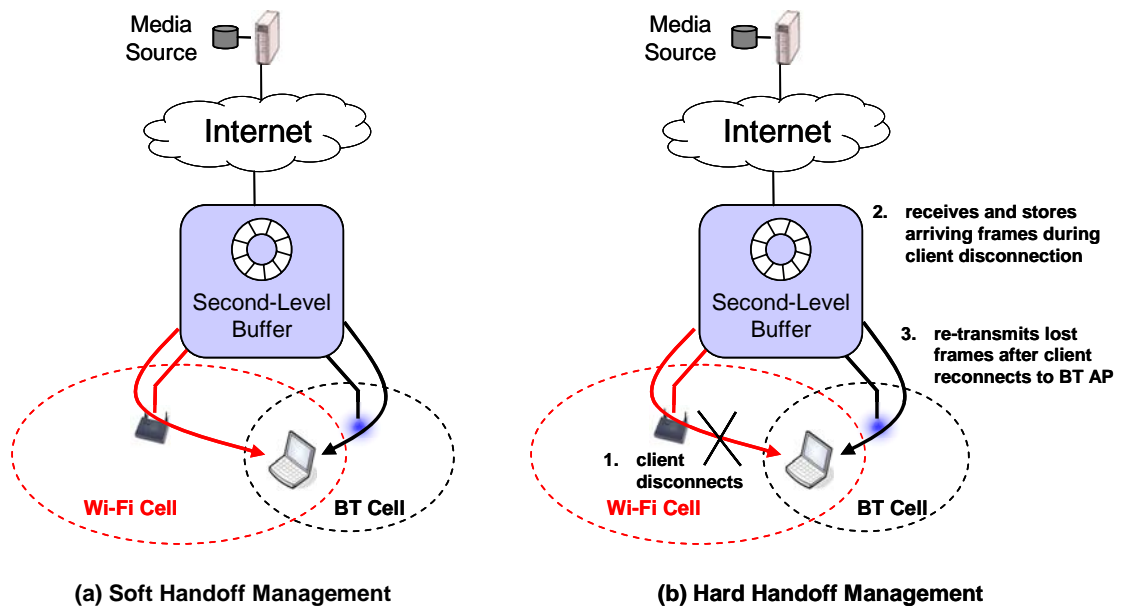 Media
Source
Internet
Second-Level
Buffer
Wi-Fi Cell
BT Cell
(a) Soft Handoff Management
Media
Source
Internet
Second-Level
Buffer
2. receives and stores
arriving frames during
client disconnection
3. re-transmits lost
frames after client
reconnects to BT AP
1. client
disconnects
Wi-Fi Cell
BT Cell
(b) Hard Handoff Management